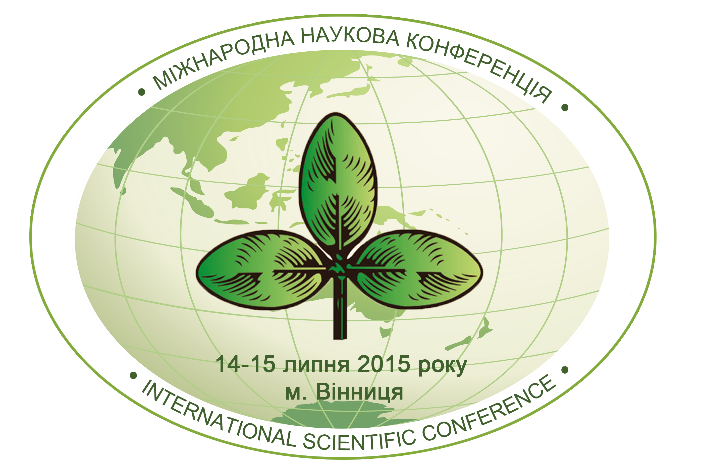 • МІЖНАРОДНА НАУКОВА КОНФЕРЕНЦІЯ •
14-15 липня 2015 року
м. Вінниця
• INTERNATIONAL SCIENTIFIC CONFERENCE •